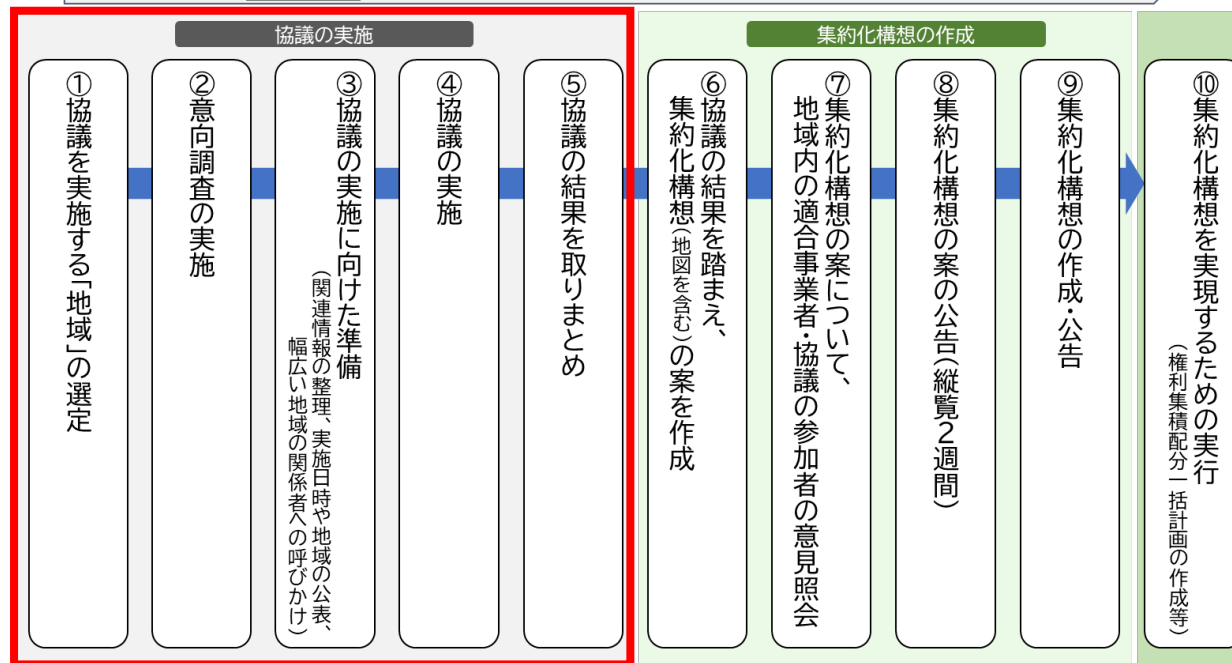 協議の実施
①協議を実施する「地域」の選定
②意向調査の実施
③協議の実施に向けた準備
(関連情報の整理、実施日時や地域の公表、
幅広い地域の関係者への呼びかけ)
④協議の実施
⑤協議の結果を取りまとめ
集約化構想の作成
⑥協議の結果を踏まえ、
集約化構想(地図を含む)の案を作成
⑦集約化構想の案について、
地域内の適合事業者・協議の参加者の意見照会
⑧集約化構想の案の公告(縦覧2週間)
⑨集約化構想の作成・公告
⑩集約化構想を実現するための実行
(権利集積配分一括計画の作成等)